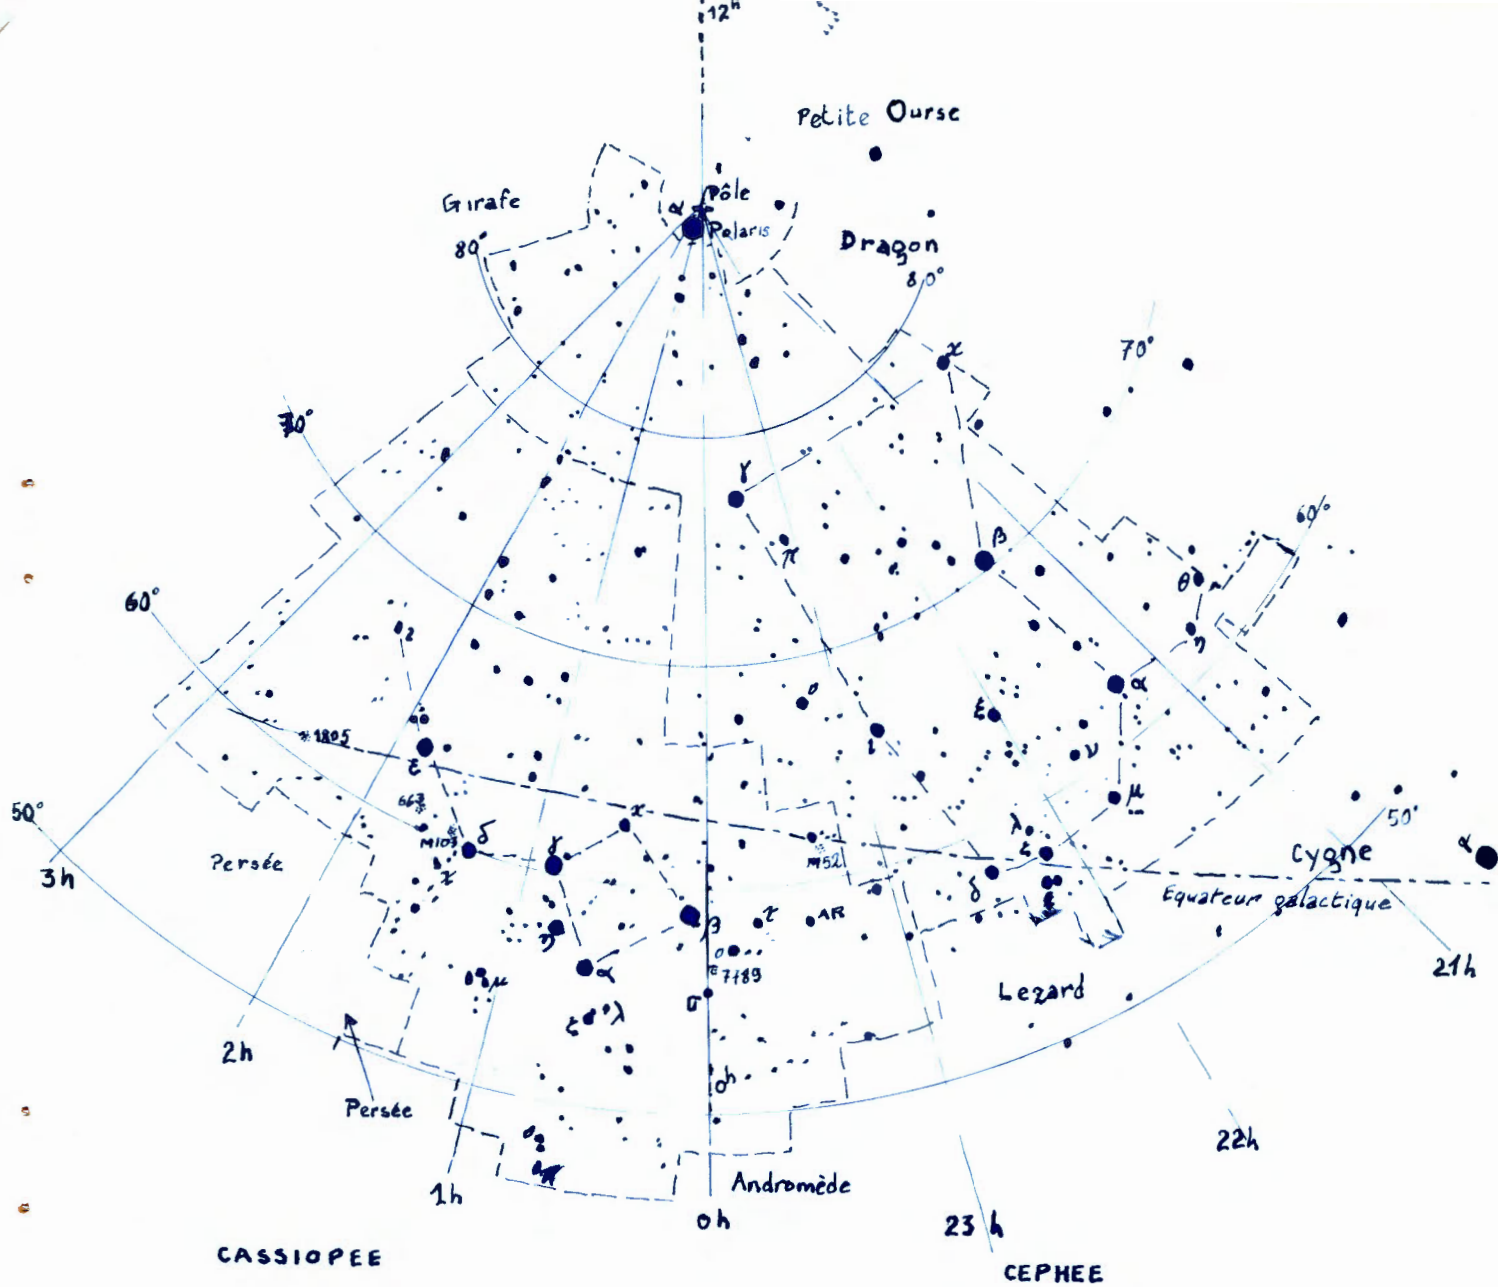 12h
Petite Ourse
Girafe
Pôle
α
Polaris
Dragon
80°
80°
70°
χ
70°
γ
π
β
60°
θ
η
60°
ι
ο
α
ξ
ι
ν
1805
ε
663
M103
δ
γ
χ
κ
M52
μ
λ
ζ
δ
ε
50°
50°
Cygne
α
Equateur galactique
Persée
3h
η
α
β
τ
AR
7789
σ
μ
ζ
λ
Lezard
21h
2h
Persée
0h
22h
1h
Andromède
0h
23h
CASSIOPEE
CEPHEE